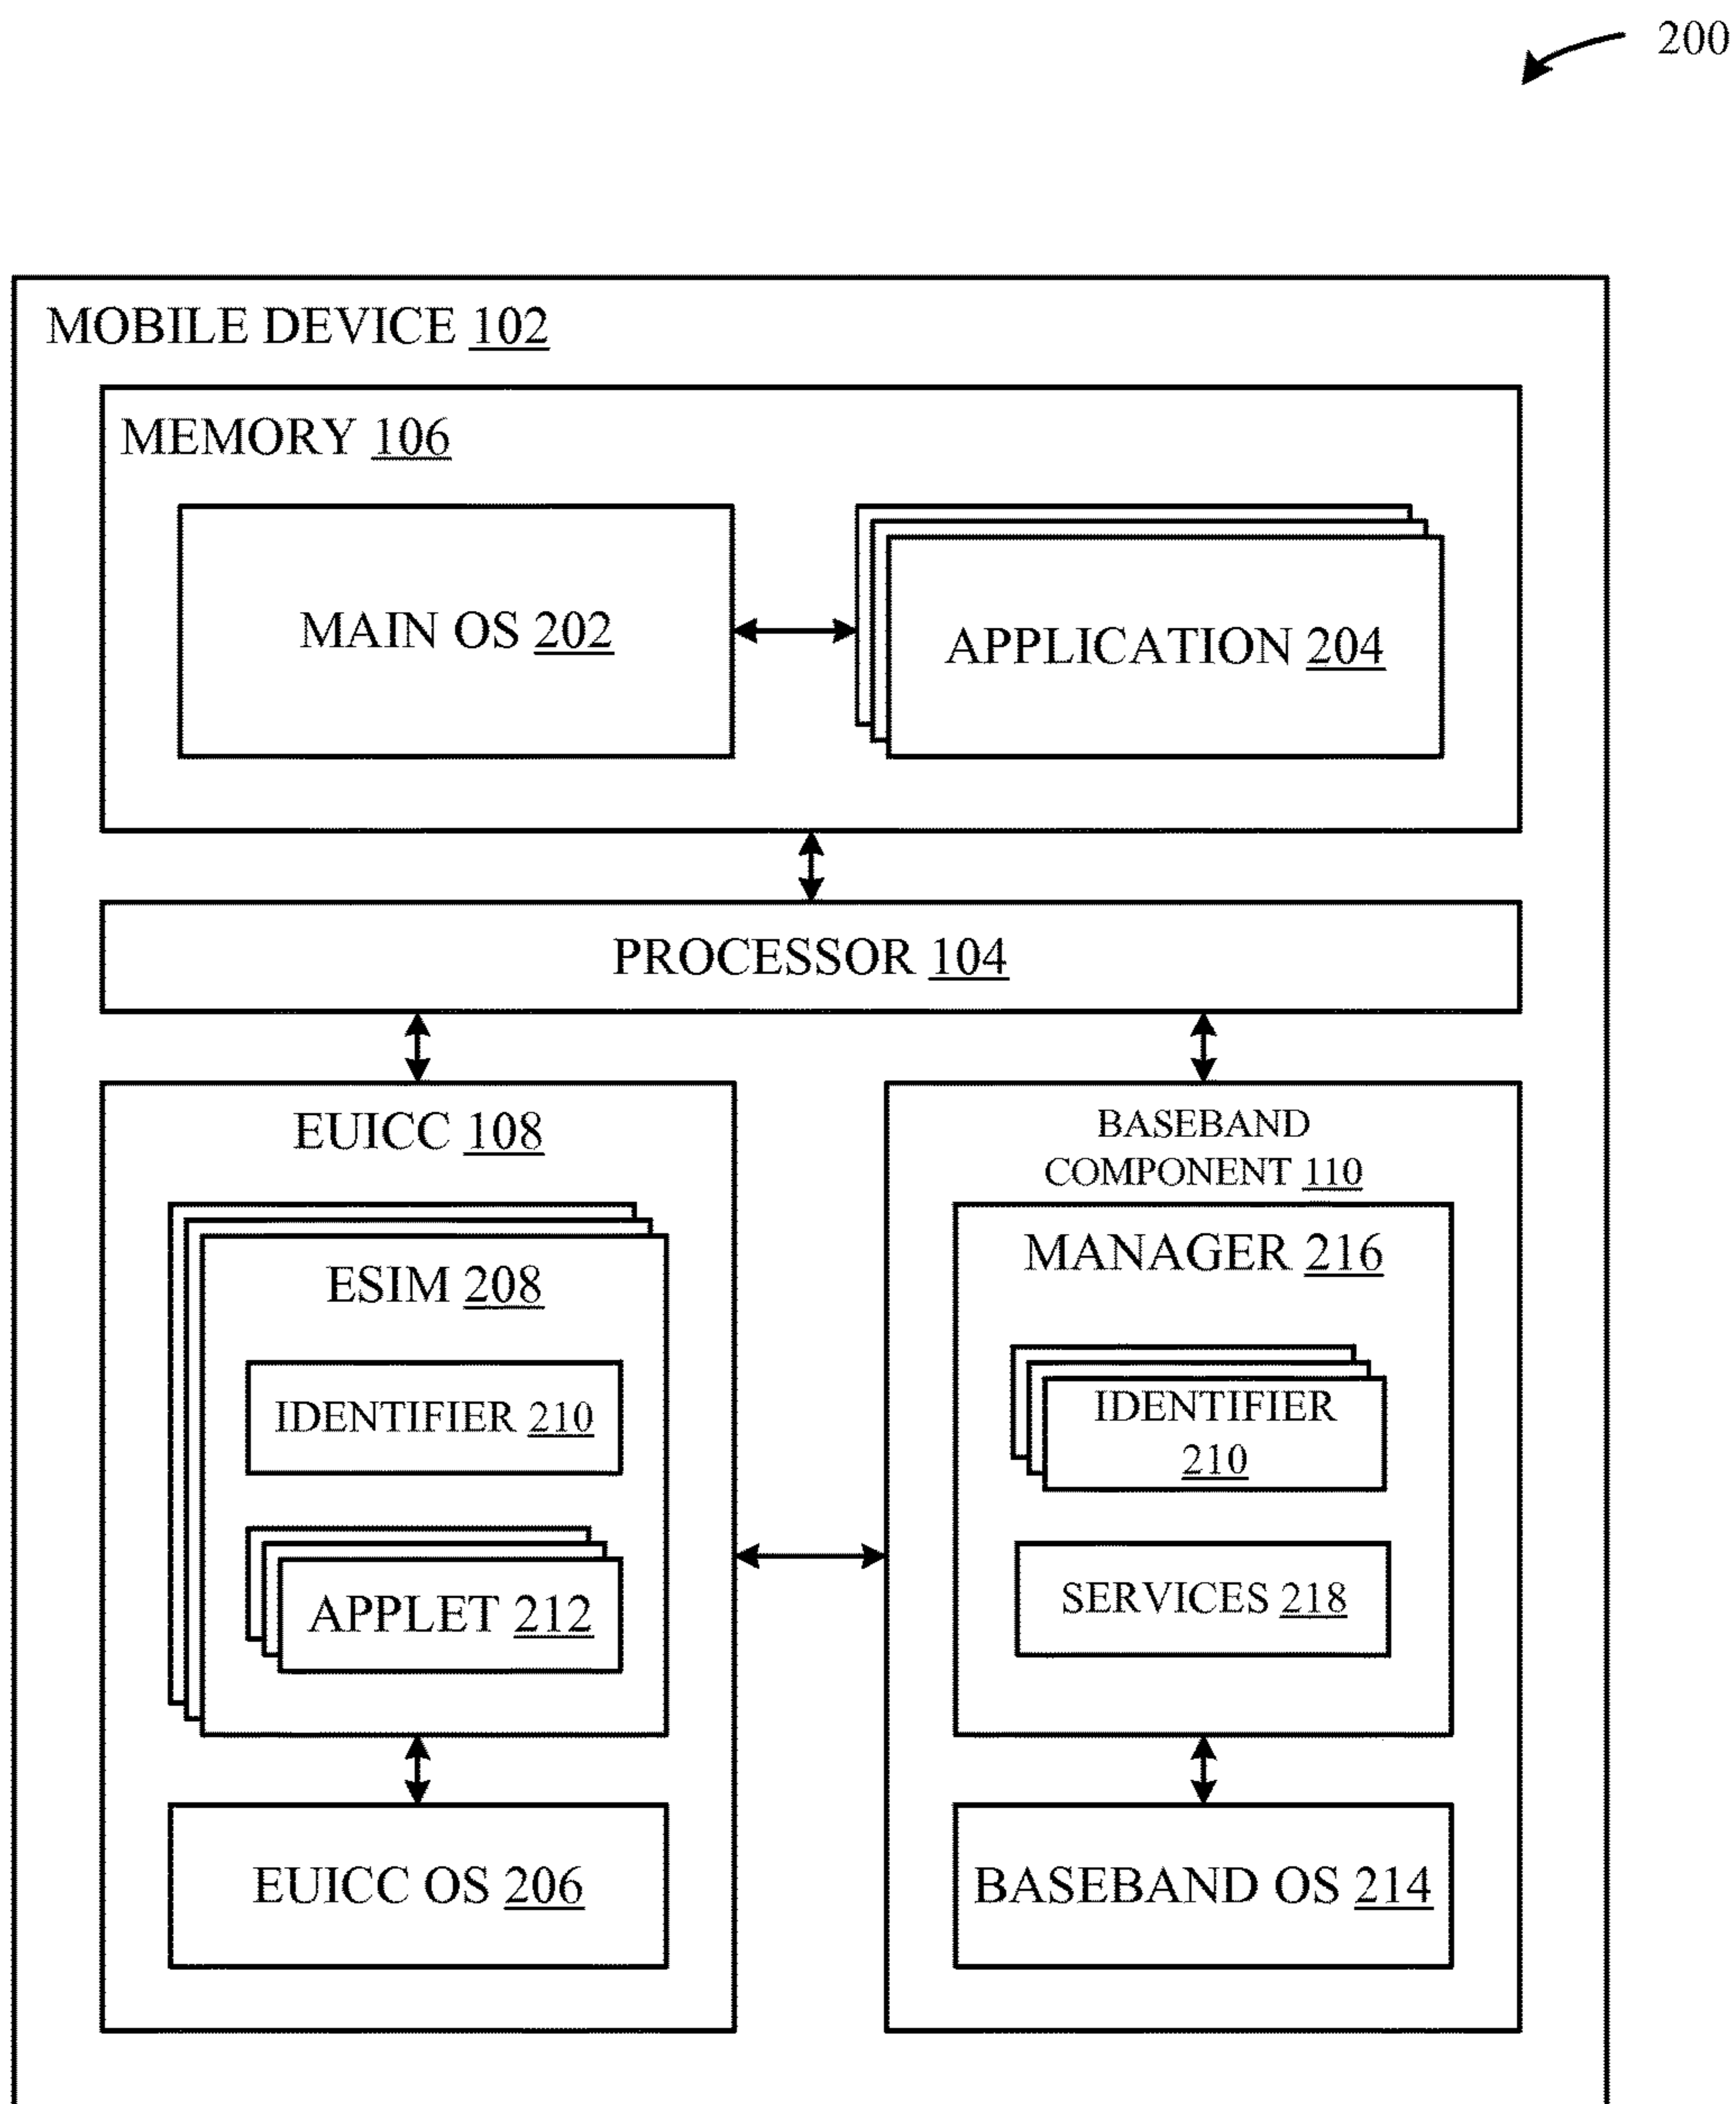 200
MOBILE DEVICE 102
MEMORY 106
MAIN OS 202
APPLICATION 204
PROCESSOR 104
EUICC 108
ESIM 208
IDENTIFIER 210
APPLET 212
EUICC OS 206
BASEBAND
COMPONENT 110
MANAGER 216
IDENTIFIER
210
SERVICES 218
BASEBAND OS 214